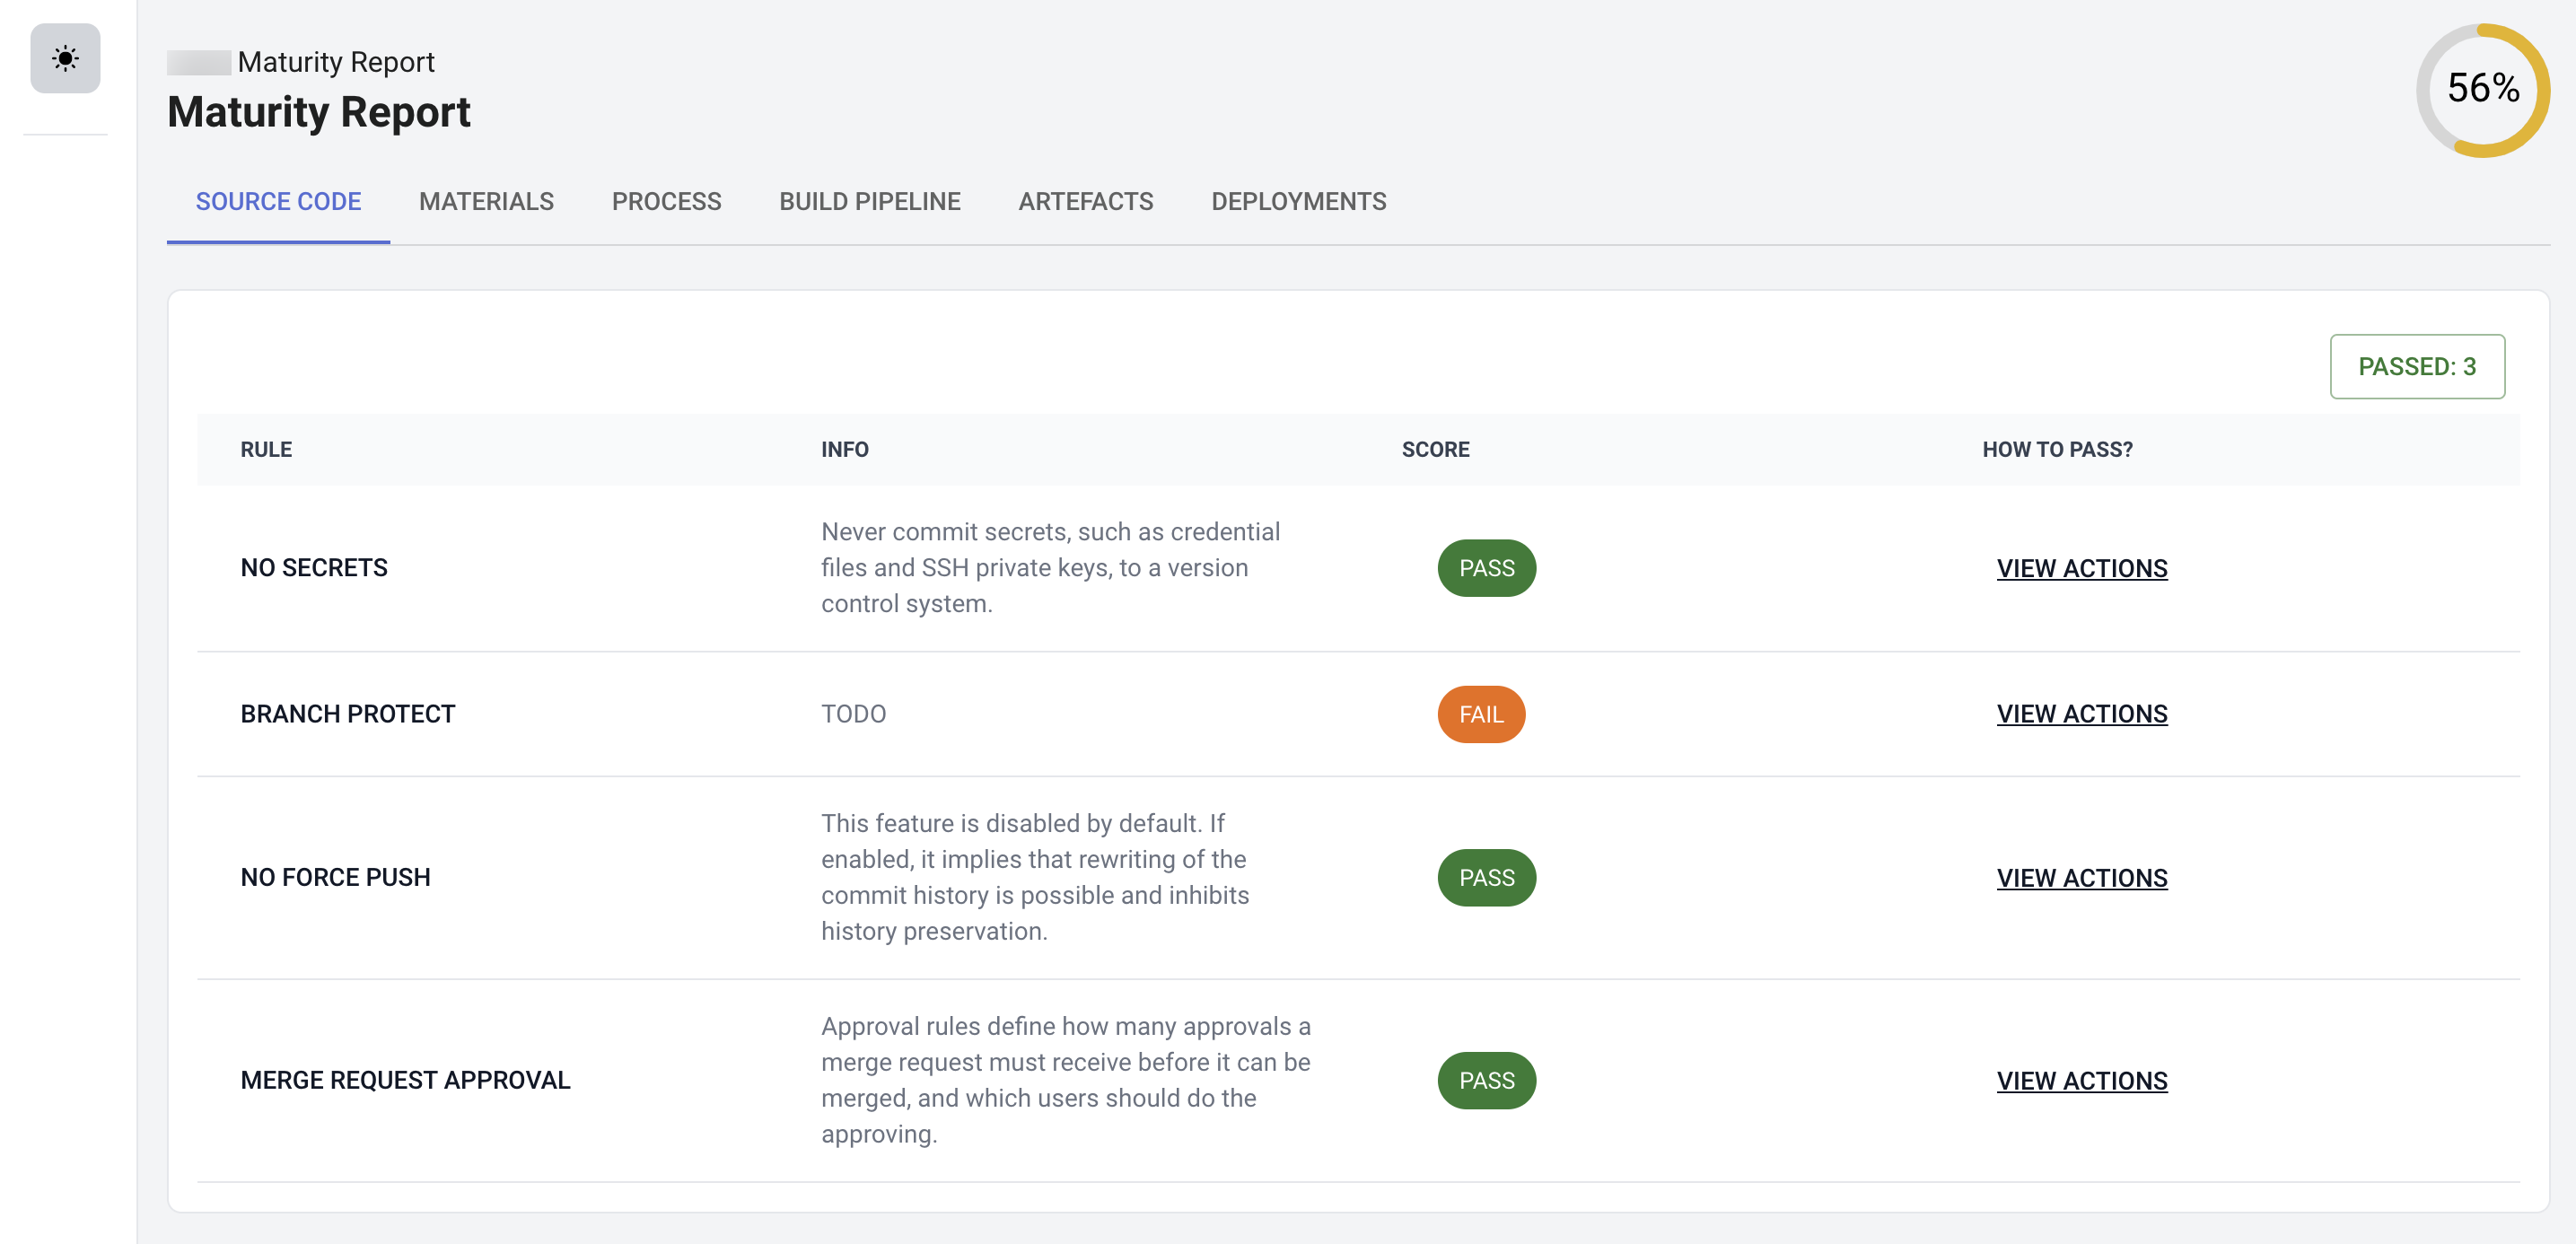 Maturity Report
Maturity Report
56%
SOURCE CODE MATERIALS PROCESS BUILD PIPELINE ARTEFACTS DEPLOYMENTS
PASSED: 3
RULE INFO SCORE HOW TO PASS?
NO SECRETS
Never commit secrets, such as credential
files and SSH private keys, to a version
control system.
PASS
VIEW ACTIONS
BRANCH PROTECT
TODO
FAIL
VIEW ACTIONS
NO FORCE PUSH
This feature is disabled by default. If
enabled, it implies that rewriting of the
commit history is possible and inhibits
history preservation.
PASS
VIEW ACTIONS
MERGE REQUEST APPROVAL
Approval rules define how many approvals a
merge request must receive before it can be
merged, and which users should do the
approving.
PASS
VIEW ACTIONS